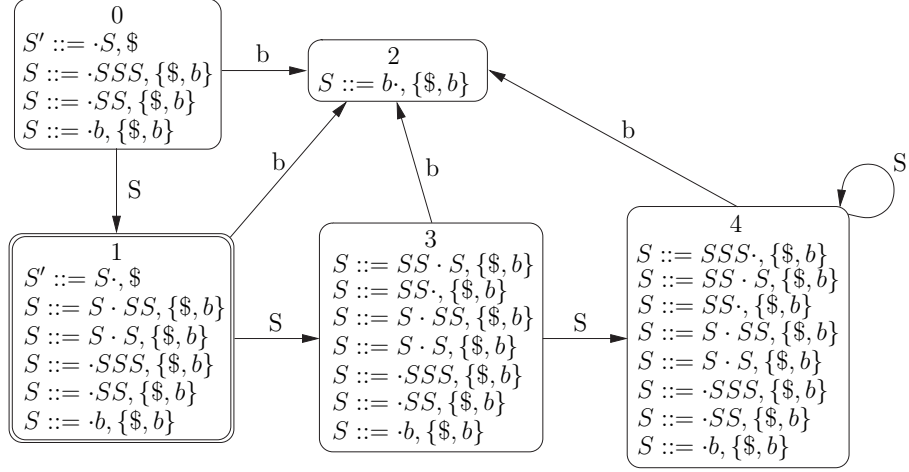 0
S′ ::= ·S, $
S ::= ·SSS, {$, b}
S ::= ·SS, {$, b}
S ::= ·b, {$, b}
b
2
S ::= b·, {$, b}
S
b
b
b
S
1
S′ ::= S·, $
S ::= S · SS, {$, b}
S ::= S · S, {$, b}
S ::= ·SSS, {$, b}
S ::= ·SS, {$, b}
S ::= ·b, {$, b}
S
3
S ::= SS · S, {$, b}
S ::= SS·, {$, b}
S ::= S · SS, {$, b}
S ::= S · S, {$, b}
S ::= ·SSS, {$, b}
S ::= ·SS, {$, b}
S ::= ·b, {$, b}
S
4
S ::= SSS·, {$, b}
S ::= SS · S, {$, b}
S ::= SS·, {$, b}
S ::= S · SS, {$, b}
S ::= S · S, {$, b}
S ::= ·SSS, {$, b}
S ::= ·SS, {$, b}
S ::= ·b, {$, b}